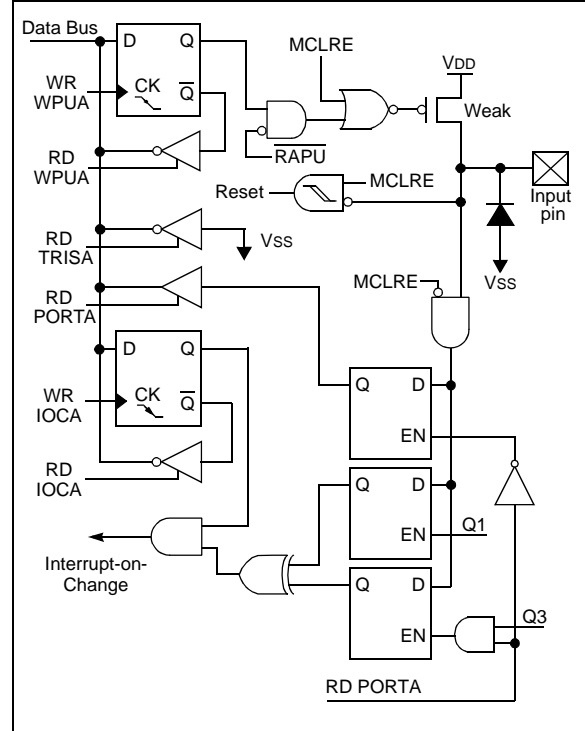 Data Bus
D
Q
MCLRE
VDD
WR
WPUA
CK
Q
Weak
RD
WPUA
RAPU
Reset
MCLRE
Input
pin
RD
TRISA
VSS
VSS
RD
PORTA
MCLRE
D
Q
WR
IOCA
CK
Q
Q
D
EN
RD
IOCA
Q
D
EN
Q1
Interrupt-on-
Change
Q
D
EN
Q3
RD PORTA